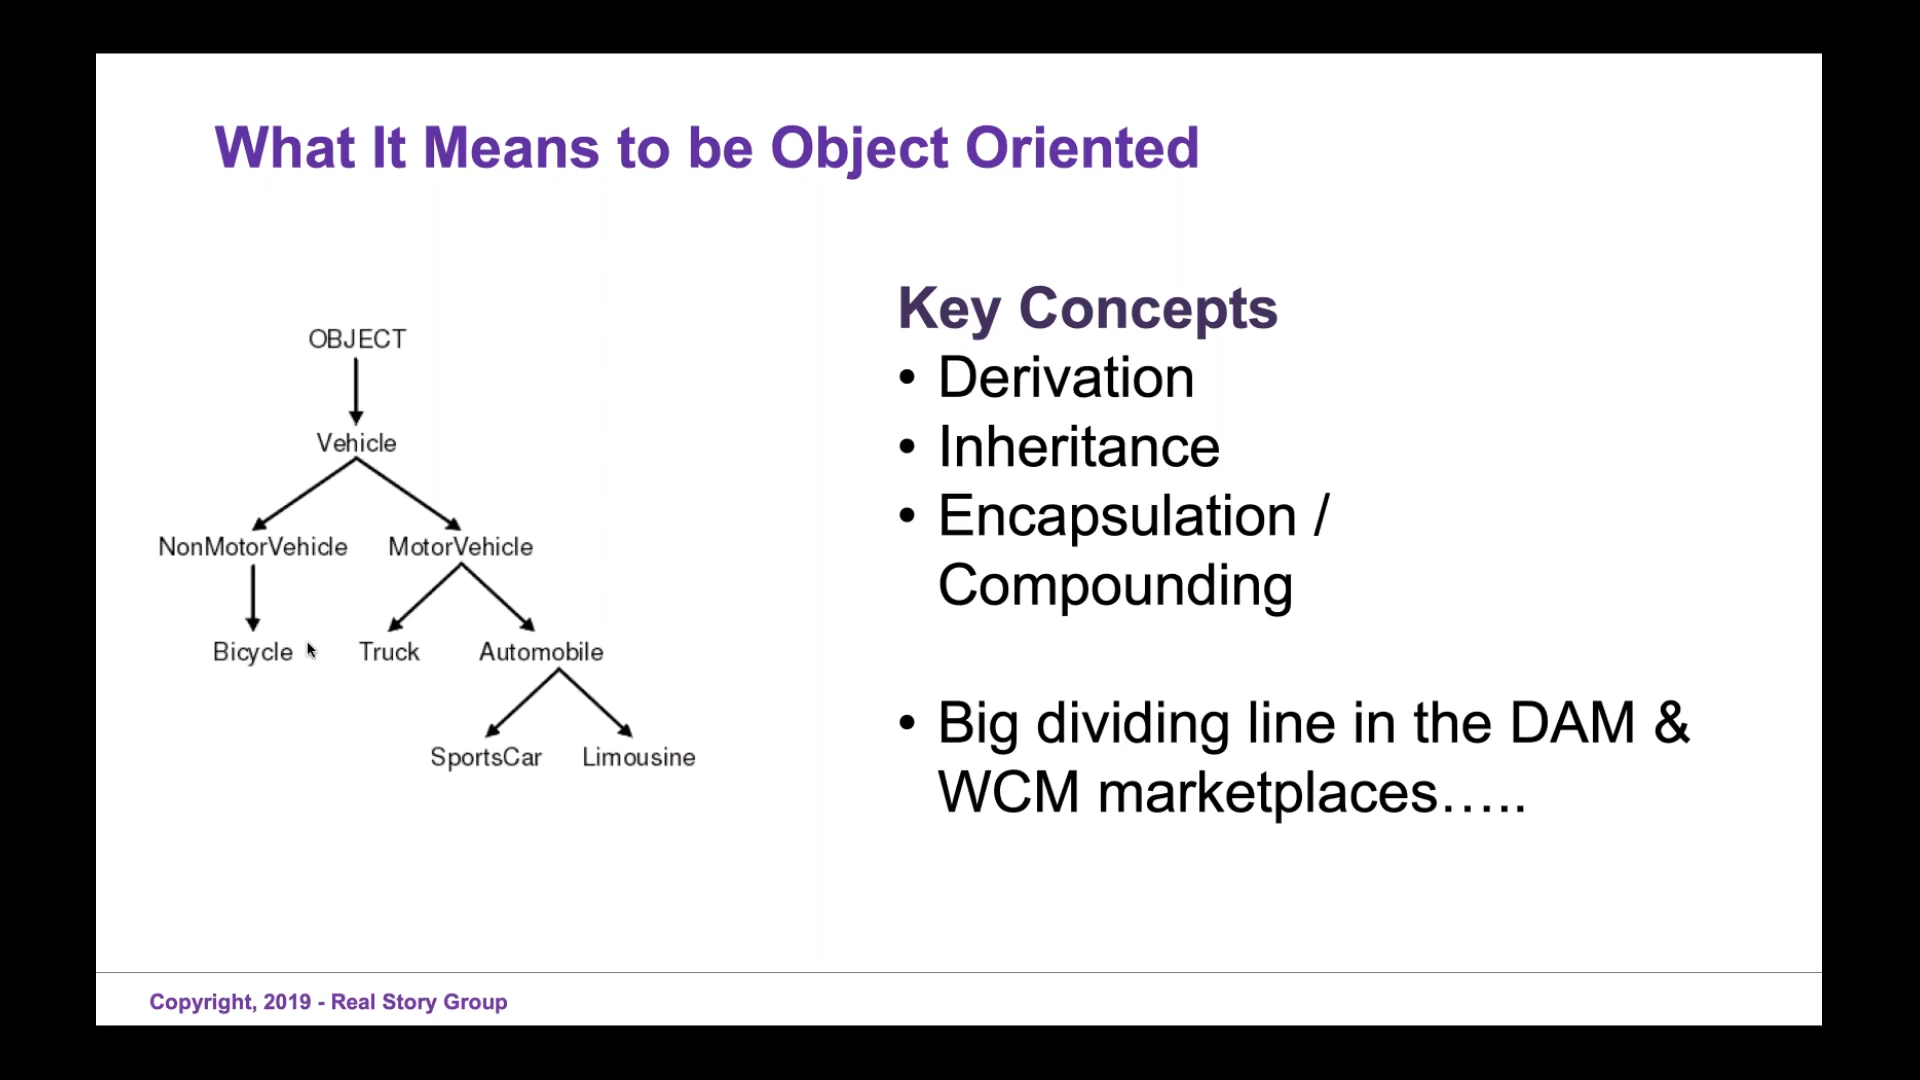 What It Means to be Object Oriented
OBJECT
Vehicle
NonMotorVehicle MotorVehicle
Bicycle Truck Automobile
SportsCar Limousine
Key Concepts
• Derivation
• Inheritance
• Encapsulation /
Compounding
• Big dividing line in the DAM &
WCM marketplaces.....
Copyright, 2019 - Real Story Group